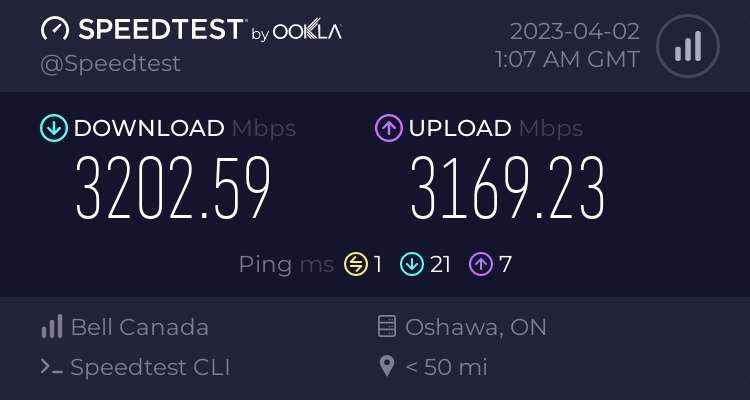 SPEEDTEST by OOKLA
@Speedtest
2023-04-02
1:07 AM GMT
DOWNLOAD Mbps
3202.59
UPLOAD Mbps
3169.23
Ping ms 1 21 7
Bell Canada
Oshawa, ON
Speedtest CLI
< 50 mi